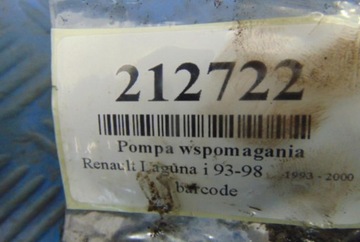 212722
Pompa wspomagania
Renault Laguna i 93-98 1993 - 2000
barcode